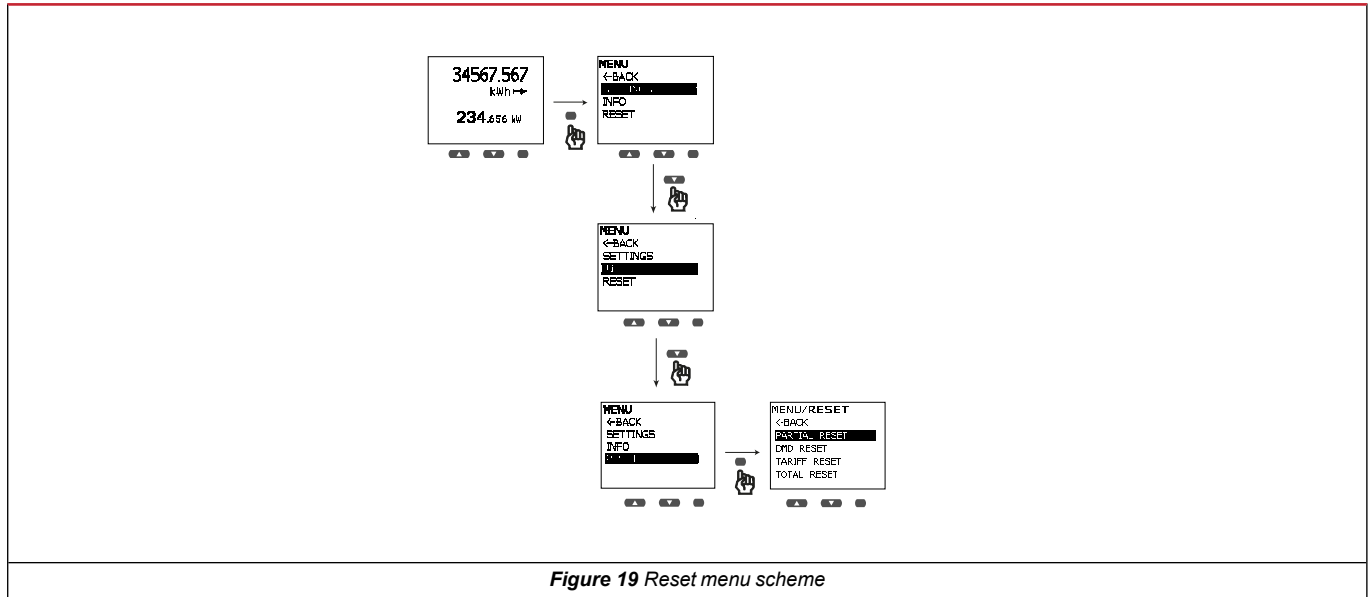 34567.567
kWh
234.656 kW
MENU
<-BACK
INFO
RESET
MENU
<-BACK
SETTINGS
RESET
MENU
<-BACK
SETTINGS
INFO
MENU/RESET
<-BACK
PARTIAL RESET
DMD RESET
TARIFF RESET
TOTAL RESET
Figure 19 Reset menu scheme